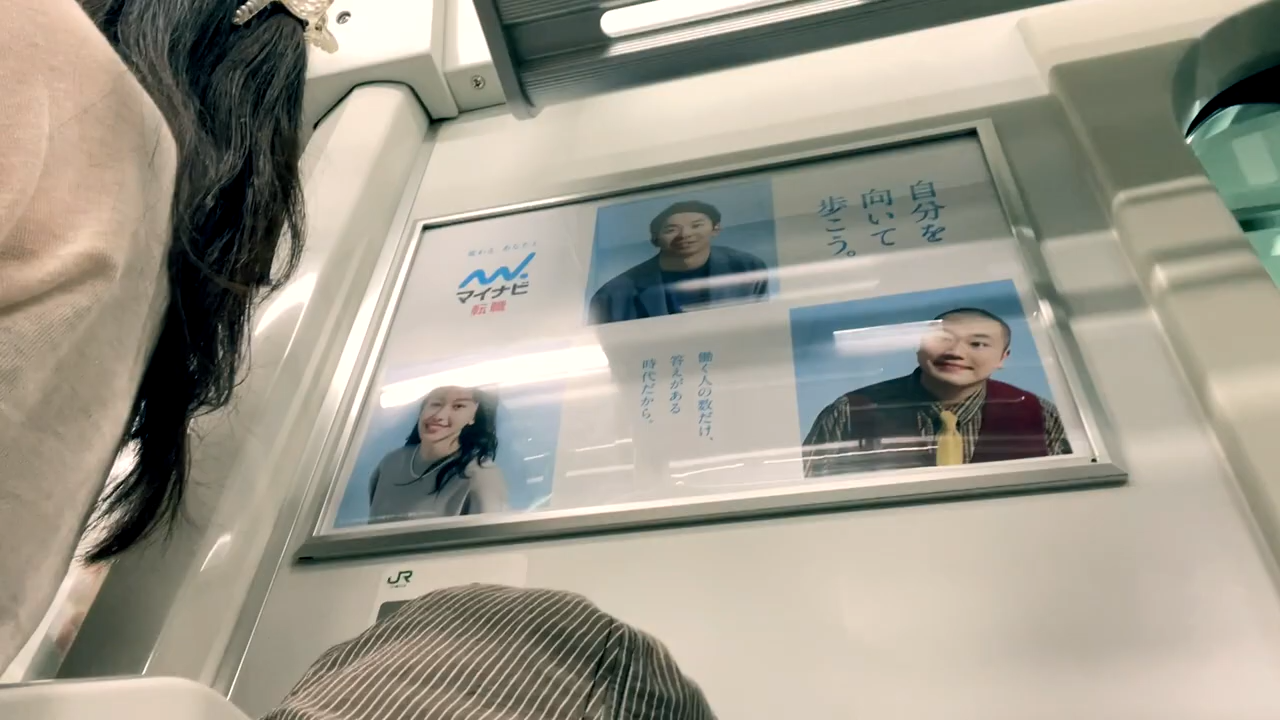 自分を
向いて
歩こう。
働く人の数だけ、
答えがある
時代だから。
マイナビ
転職
JR